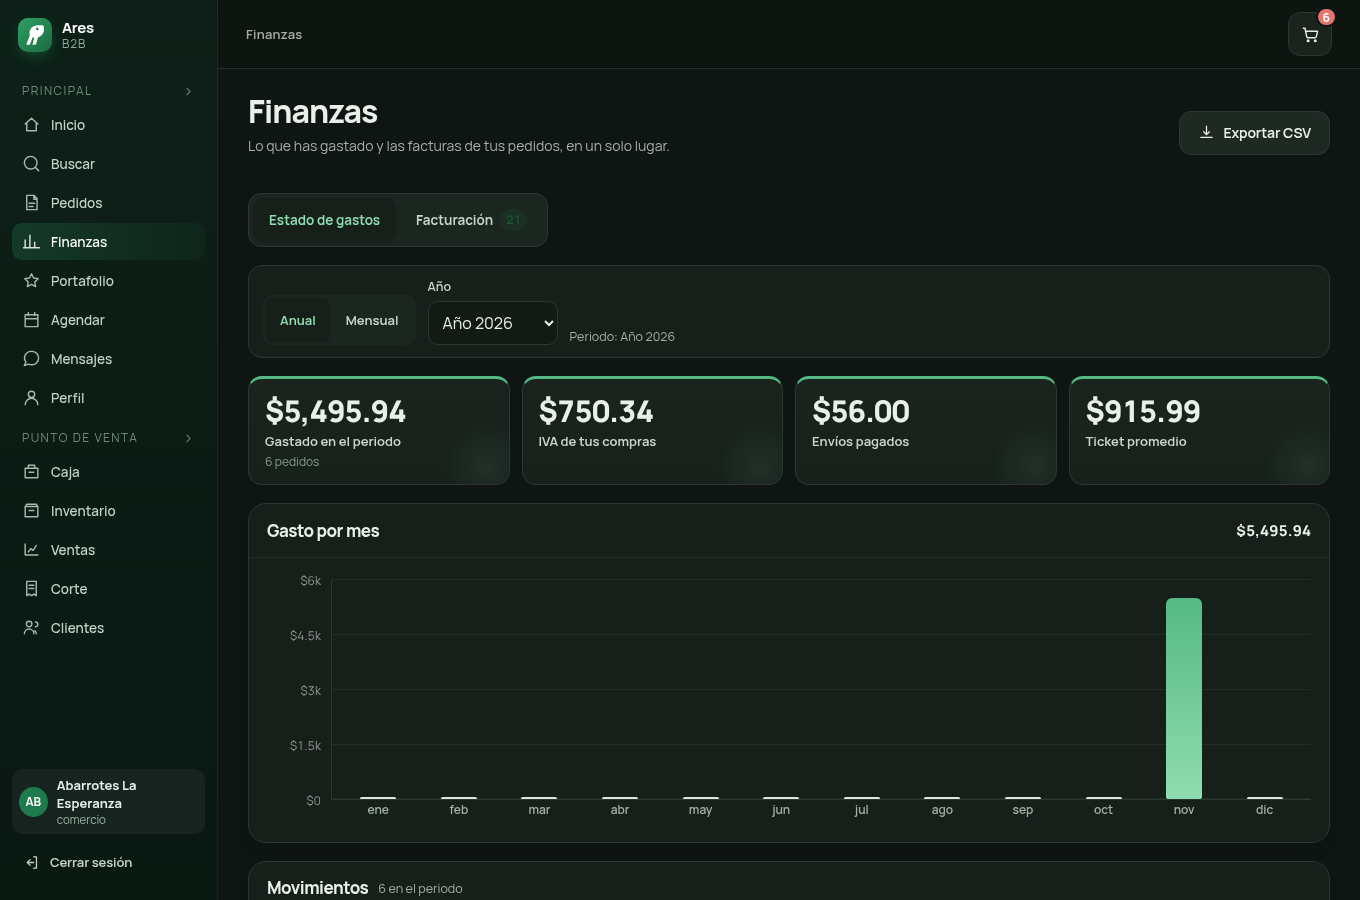 Ares
B2B
PRINCIPAL
Inicio
Buscar
Pedidos
Finanzas
Portafolio
Agendar
Mensajes
Perfil
PUNTO DE VENTA
Caja
Inventario
Ventas
Corte
Clientes
AB
Abarrotes La
Esperanza
comercio
Cerrar sesión
Finanzas
6
Finanzas
Lo que has gastado y las facturas de tus pedidos, en un solo lugar.
Exportar CSV
Estado de gastos
Facturación 21
Anual
Mensual
Año
Año 2026
Periodo: Año 2026
$5,495.94
Gastado en el periodo
6 pedidos
$750.34
IVA de tus compras
$56.00
Envíos pagados
$915.99
Ticket promedio
Gasto por mes
$5,495.94
$6k
$4.5k
$3k
$1.5k
$0
ene feb mar abr may jun jul ago sep oct nov dic
Movimientos 6 en el periodo